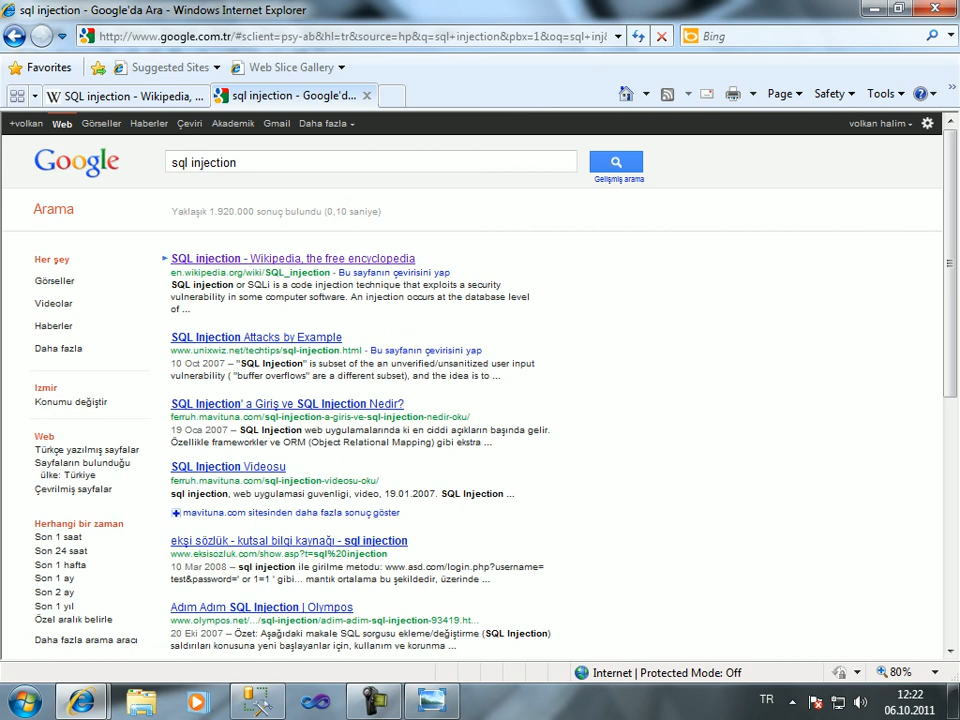 sql injection - Google'da Ara - Windows Internet Explorer
http://www.google.com.tr/#sclient=psy-ab&hl=tr&source=hp&q=sql+injection&pbx=1&oq=sql+inj
Bing
Favorites
Suggested Sites
Web Slice Gallery
SQL injection - Wikipedia, ...
sql injection - Google'd...
Page
Safety
Tools
+volkan Web Görseller Haberler Çeviri Akademik Gmail Daha fazla
volkan halim
Google
sql injection
Gelişmiş arama
Arama
Yaklaşık 1.920.000 sonuç bulundu (0,10 saniye)
Her şey
Görseller
Videolar
Haberler
Daha fazla
Izmir
Konumu değiştir
Web
Türkçe yazılmış sayfalar
Sayfaların bulunduğu
ülke: Türkiye
Çevrilmiş sayfalar
Herhangi bir zaman
Son 1 saat
Son 24 saat
Son 1 hafta
Son 1 ay
Son 2 ay
Son 1 yıl
Özel aralık belirle
Daha fazla arama aracı
SQL injection - Wikipedia, the free encyclopedia
en.wikipedia.org/wiki/SQL_injection - Bu sayfanın çevirisini yap
SQL injection or SQLi is a code injection technique that exploits a security
vulnerability in some computer software. An injection occurs at the database level
of ...
SQL Injection Attacks by Example
www.unixwiz.net/techtips/sql-injection.html - Bu sayfanın çevirisini yap
10 Oct 2007 – "SQL Injection" is subset of the an unverified/unsanitized user input
vulnerability ( "buffer overflows" are a different subset), and the idea is to ...
SQL Injection' a Giriş ve SQL Injection Nedir?
ferruh.mavituna.com/sql-injection-a-giris-ve-sql-injection-nedir-oku/
19 Oca 2007 – SQL Injection web uygulamalarında ki en ciddi açıkların başında gelir.
Özellikle frameworkler ve ORM (Object Relational Mapping) gibi ekstra ...
SQL Injection Videosu
ferruh.mavituna.com/sql-injection-videosu-oku/
sql injection, web uygulamasi guvenligi, video, 19.01.2007. SQL Injection ...
mavituna.com sitesinden daha fazla sonuç göster
ekşi sözlük - kutsal bilgi kaynağı - sql injection
www.eksisozluk.com/show.asp?t=sql%20injection
10 Mar 2008 – sql injection ile girilme metodu: www.asd.com/login.php?username=
test&password=' or 1=1 ' gibi... mantık ortalama bu şekildedir, üzerinde ...
Adım Adım SQL Injection | Olympos
www.olympos.net/.../sql-injection/adim-adim-sql-injection-93419.ht...
20 Eki 2007 – Özet: Aşağıdaki makale SQL sorgusu ekleme/değiştirme (SQL Injection)
saldırıları konusuna yeni başlayanlar için, kullanım ve korunma ...
Internet | Protected Mode: Off
80%
TR
12:22
06.10.2011